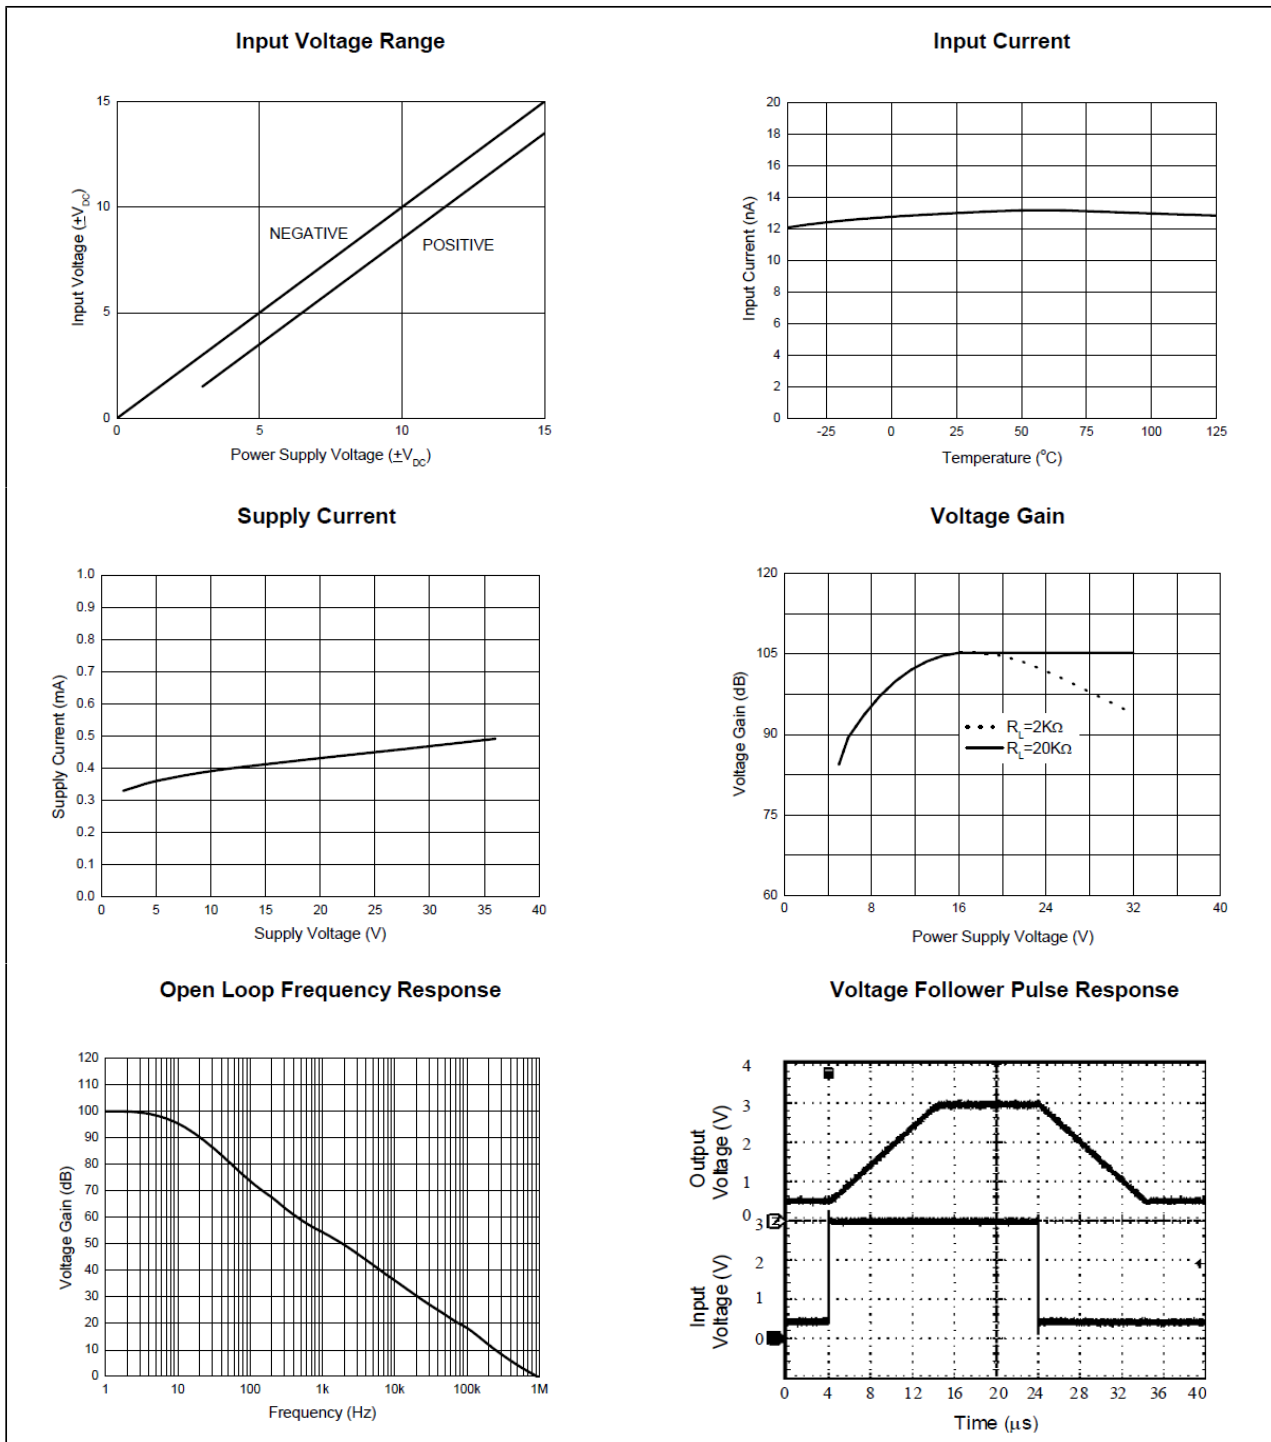 Input Voltage Range
15
10
5
0
0 5 10 15
Input Voltage (±V_DC)
NEGATIVE
POSITIVE
Power Supply Voltage (±V_DC)
Input Current
20
18
16
14
12
10
8
6
4
2
0
-25 0 25 50 75 100 125
Input Current (nA)
Temperature (°C)
Supply Current
1.0
0.9
0.8
0.7
0.6
0.5
0.4
0.3
0.2
0.1
0.0
0 5 10 15 20 25 30 35 40
Supply Current (mA)
Supply Voltage (V)
Voltage Gain
120
105
90
75
60
0 8 16 24 32 40
Voltage Gain (dB)
R_L=2KΩ
R_L=20KΩ
Power Supply Voltage (V)
Open Loop Frequency Response
120
110
100
90
80
70
60
50
40
30
20
10
0
1 10 100 1k 10k 100k 1M
Voltage Gain (dB)
Frequency (Hz)
Voltage Follower Pulse Response
4
3
2
1
0
Output
Voltage (V)
2
3
2
1
0
Input
Voltage (V)
0 4 8 12 16 20 24 28 32 36 40
Time (μs)